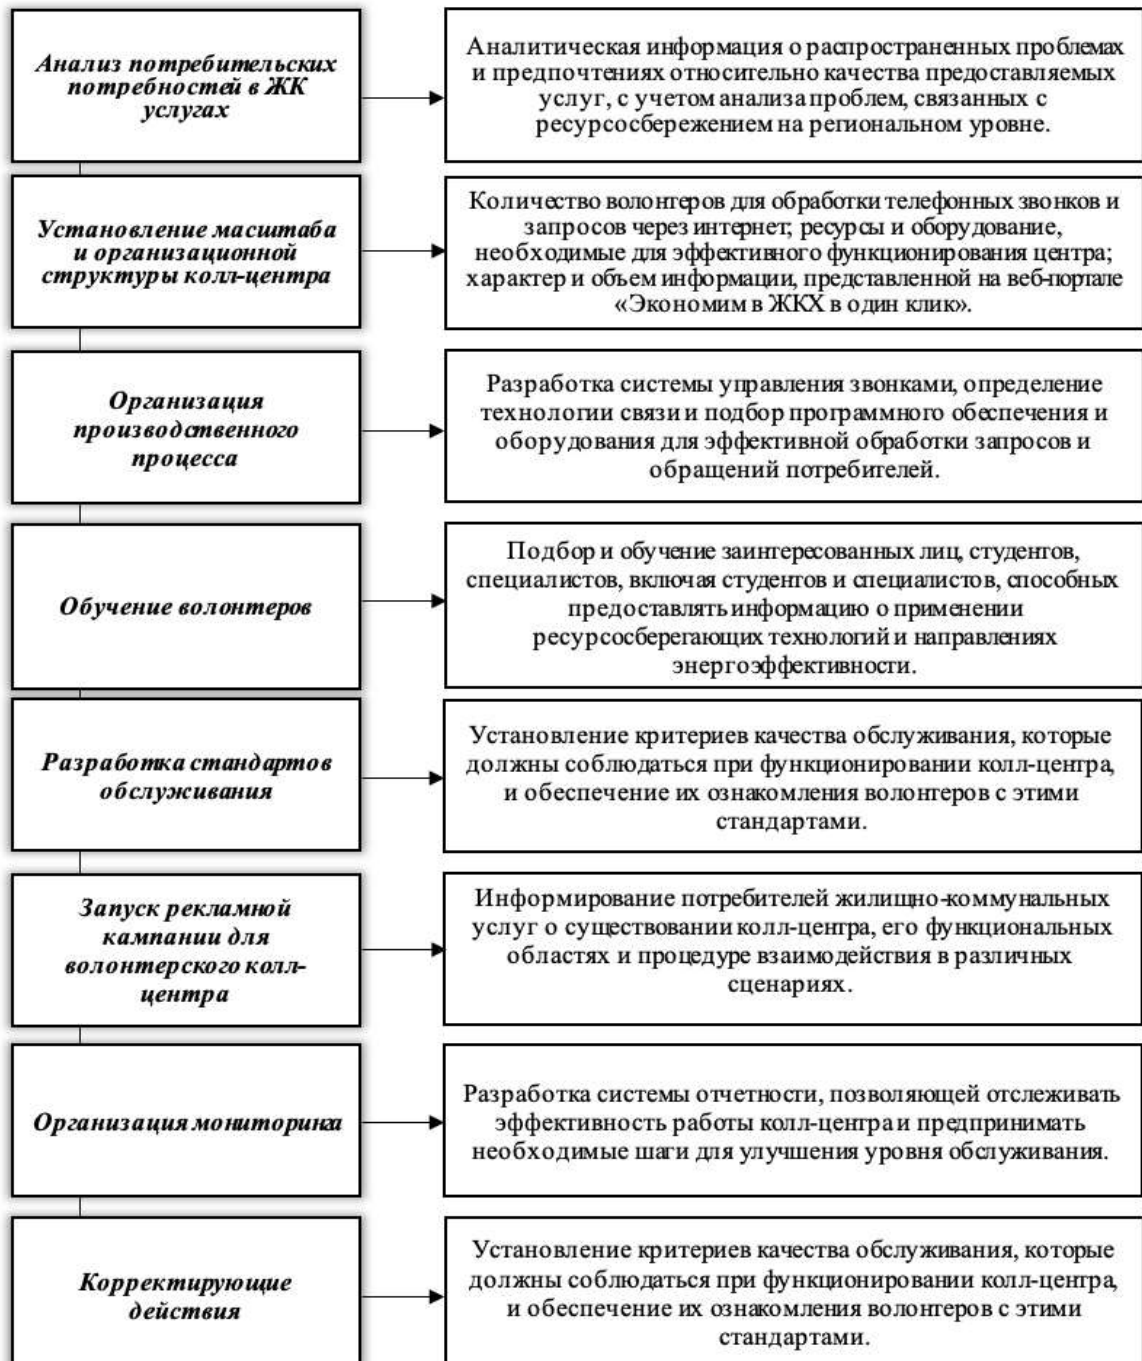 Анализ потребительских
потребностей в ЖК
услугах
Аналитическая информация о распространенных проблемах
и предпочтениях относительно качества предоставляемых
услуг, с учетом анализа проблем, связанных с
ресурсосбережением на региональном уровне.
Установление масштаба
и организационной
структуры колл-центра
Количество волонтеров для обработки телефонных звонков и
запросов через интернет; ресурсы и оборудование,
необходимые для эффективного функционирования центра;
характер и объем информации, представленной на веб-портале
«Экономим в ЖКХ в один клик».
Организация
производственного
процесса
Разработка системы управления звонками, определение
технологии связи и подбор программного обеспечения и
оборудования для эффективной обработки запросов и
обращений потребителей.
Обучение волонтеров
Подбор и обучение заинтересованных лиц, студентов,
специалистов, включая студентов и специалистов, способных
предоставлять информацию о применении
ресурсосберегающих технологий и направлениях
энергоэффективности.
Разработка стандартов
обслуживания
Установление критериев качества обслуживания, которые
должны соблюдаться при функционировании колл-центра,
и обеспечение их ознакомления волонтеров с этими
стандартами.
Запуск рекламной
кампании для
волонтерского колл-
центра
Информирование потребителей жилищно-коммунальных
услуг о существовании колл-центра, его функциональных
областях и процедуре взаимодействия в различных
сценариях.
Организация мониторинга
Разработка системы отчетности, позволяющей отслеживать
эффективность работы колл-центра и предпринимать
необходимые шаги для улучшения уровня обслуживания.
Корректирующие
действия
Установление критериев качества обслуживания, которые
должны соблюдаться при функционировании колл-центра,
и обеспечение их ознакомления волонтеров с этими
стандартами.